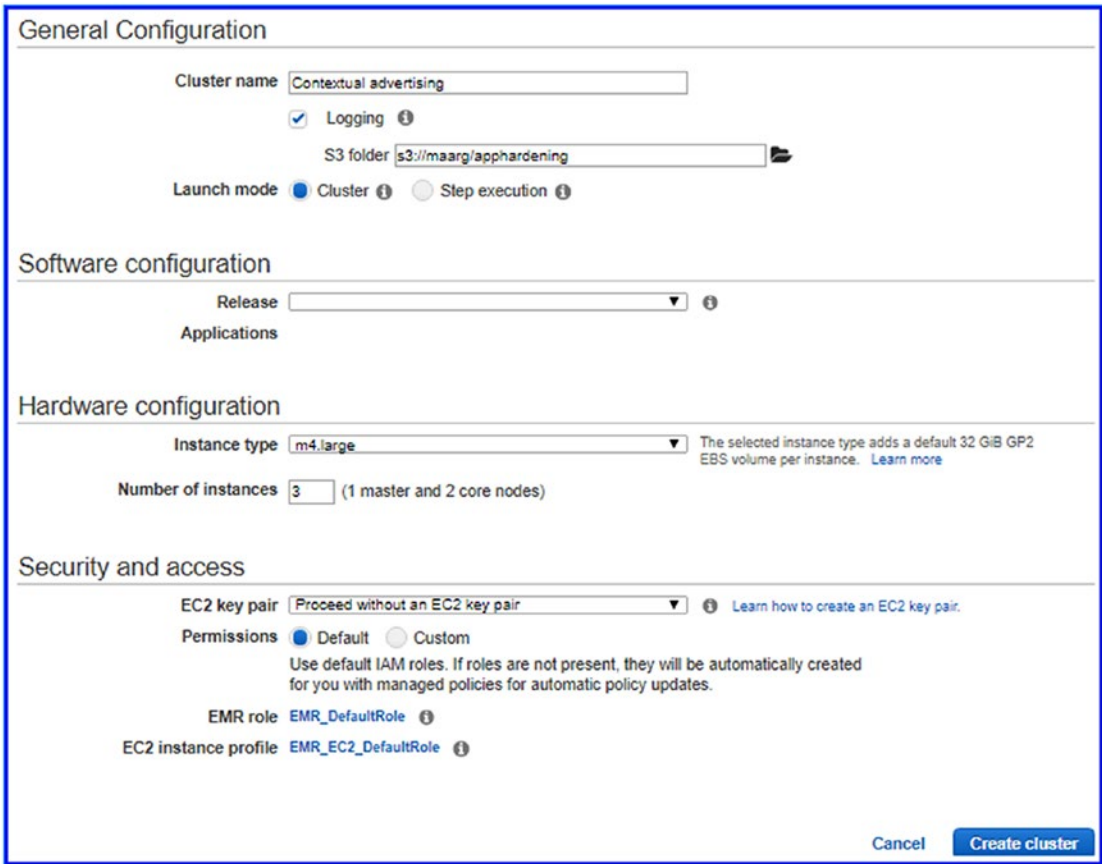 General Configuration
Cluster name Contextual advertising
Logging
S3 folder s3://maarg/apphardening
Launch mode Cluster Step execution
Software configuration
Release
Applications
Hardware configuration
Instance type m4.large The selected instance type adds a default 32 GiB GP2
EBS volume per instance. Learn more
Number of instances 3 (1 master and 2 core nodes)
Security and access
EC2 key pair Proceed without an EC2 key pair Learn how to create an EC2 key pair.
Permissions Default Custom
Use default IAM roles. If roles are not present, they will be automatically created
for you with managed policies for automatic policy updates.
EMR role EMR_DefaultRole
EC2 instance profile EMR_EC2_DefaultRole
Cancel Create cluster